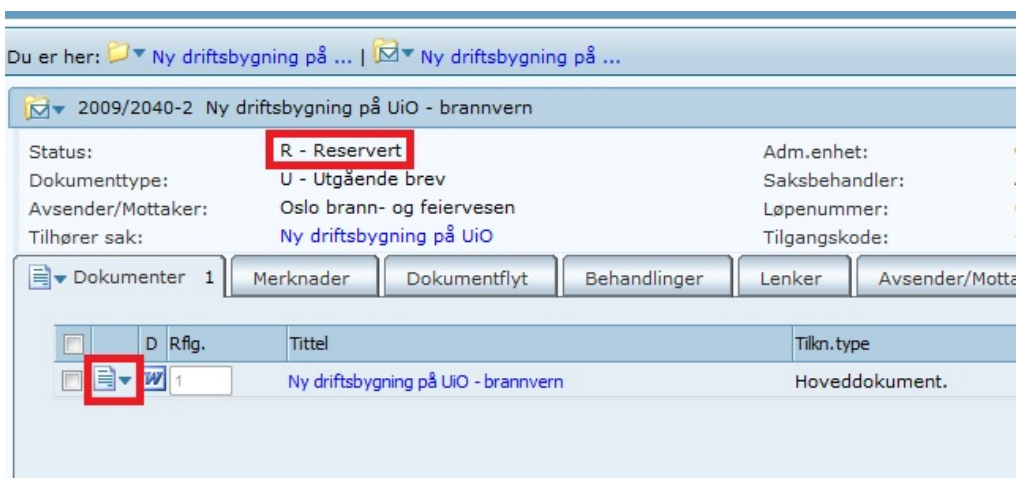 Du er her: Ny driftsbygning på ... | Ny driftsbygning på ...
2009/2040-2 Ny driftsbygning på UiO - brannvern
Status: R - Reservert Adm.enhet:
Dokumenttype: U - Utgående brev Saksbehandler:
Avsender/Mottaker: Oslo brann- og feiervesen Løpenummer:
Tilhører sak: Ny driftsbygning på UiO Tilgangskode:
Dokumenter 1 Merknader Dokumentflyt Behandlinger Lenker Avsender/Motta
D Rflg. Tittel Tilkn.type
W 1 Ny driftsbygning på UiO - brannvern Hoveddokument.